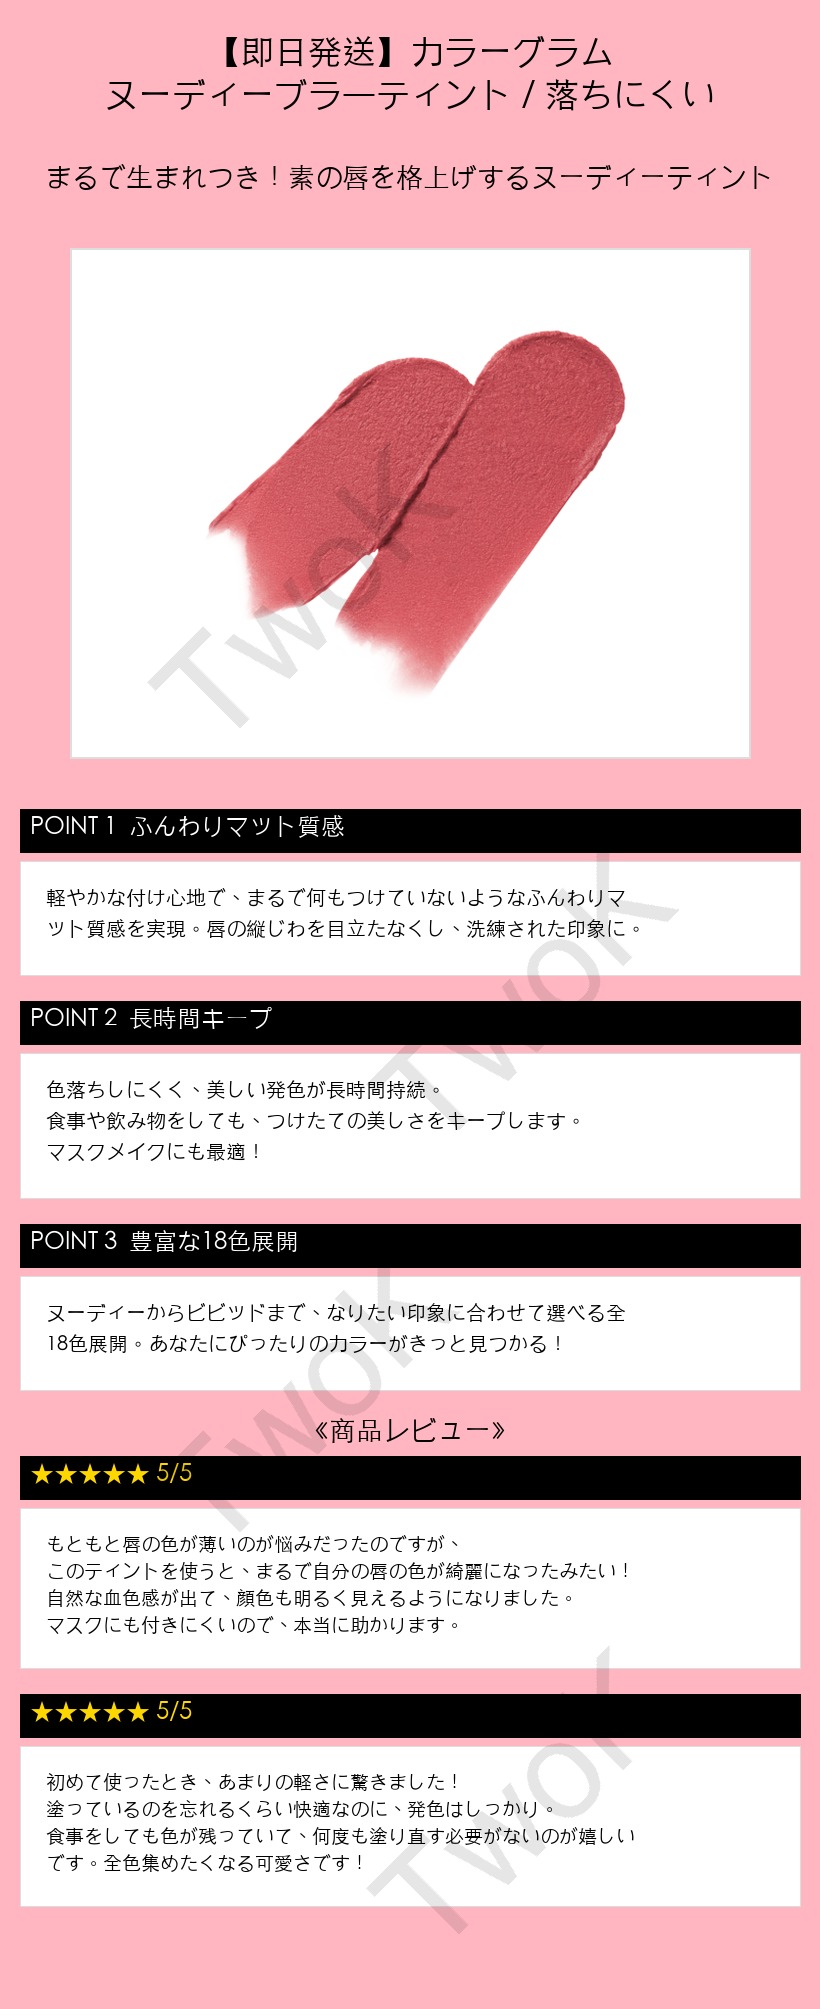 【即日発送】カラーグラム
ヌーディーブラーティント / 落ちにくい
まるで生まれつき！素の唇を格上げするヌーディーティント
TwoK
POINT 1 ふんわりマット質感
軽やかな付け心地で、まるで何もつけていないようなふんわりマ
ット質感を実現。唇の縦じわを目立たなくし、洗練された印象に。
TwoK
POINT 2 長時間キープ
色落ちしにくく、美しい発色が長時間持続。
食事や飲み物をしても、つけたての美しさをキープします。
マスクメイクにも最適！
POINT 3 豊富な18色展開
ヌーディーからビビッドまで、なりたい印象に合わせて選べる全
18色展開。あなたにぴったりのカラーがきっと見つかる！
TwoK
《商品レビュー》
★★★★★ 5/5
もともと唇の色が薄いのが悩みだったのですが、
このティントを使うと、まるで自分の唇の色が綺麗になったみたい！
自然な血色感が出て、顔色も明るく見えるようになりました。
マスクにも付きにくいので、本当に助かります。
★★★★★ 5/5
初めて使ったとき、あまりの軽さに驚きました！
塗っているのを忘れるくらい快適なのに、発色はしっかり。
食事をしても色が残っていて、何度も塗り直す必要がないのが嬉しい
です。全色集めたくなる可愛さです！
TwoK